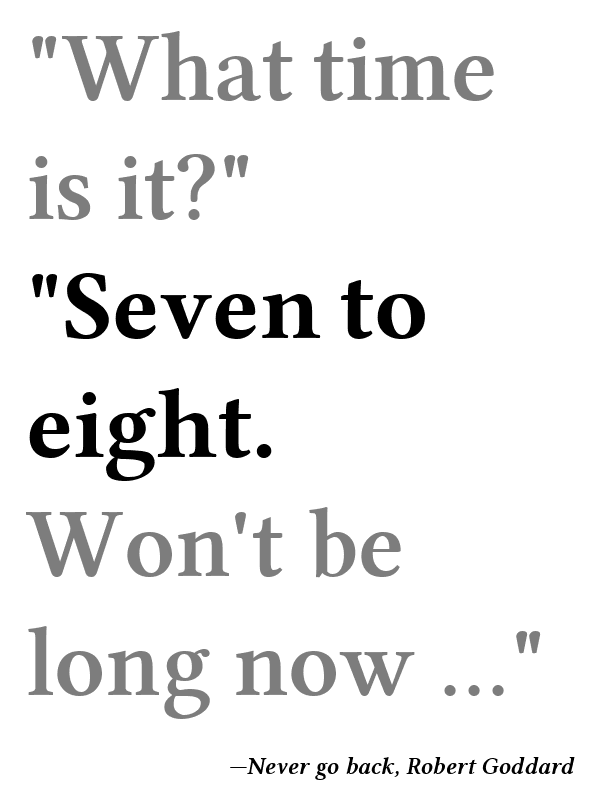 "What time
is it?"
"Seven to
eight.
Won't be
long now ..."
—Never go back, Robert Goddard